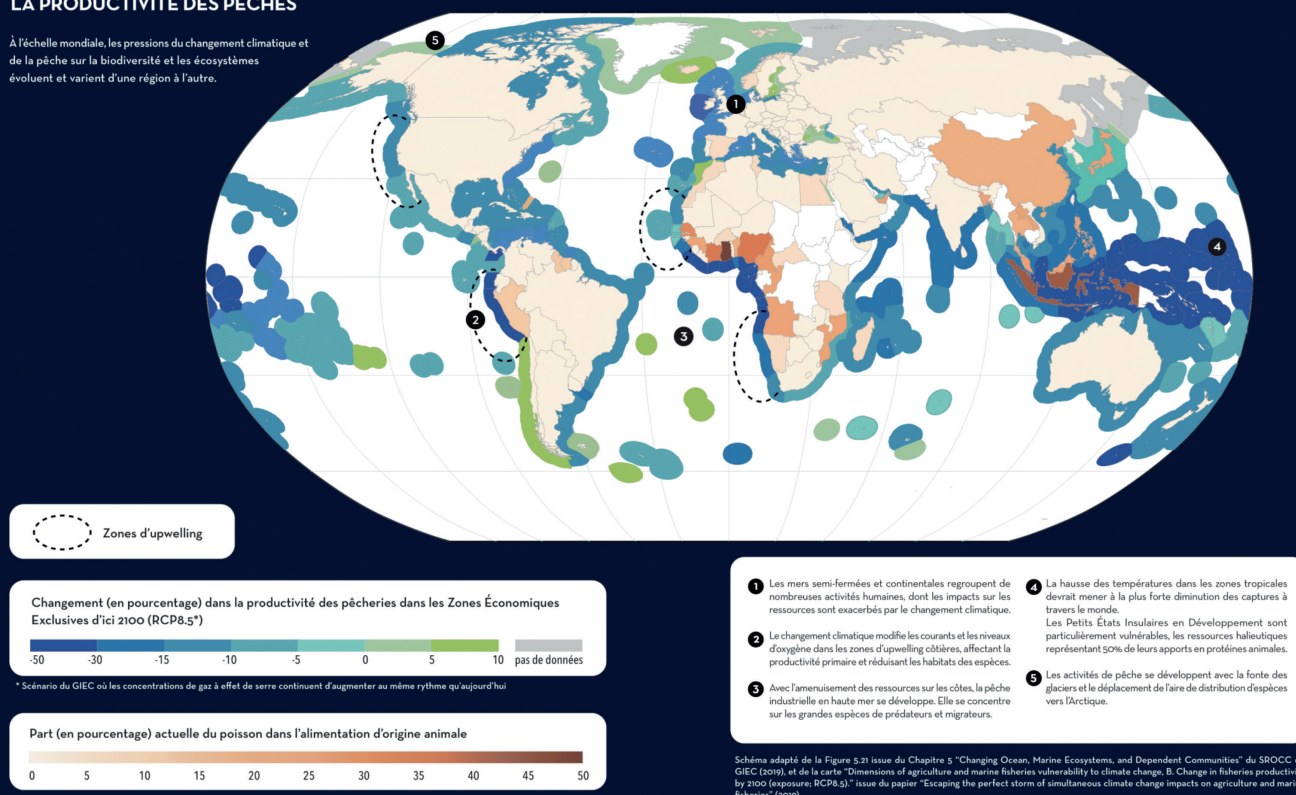 LA PRODUCTIVITÉ DES PÊCHES
À l'échelle mondiale, les pressions du changement climatique et
de la pêche sur la biodiversité et les écosystèmes
évoluent et varient d'une région à l'autre.
5
1
2
3
4
Zones d'upwelling
Changement (en pourcentage) dans la productivité des pêcheries dans les Zones Économiques
Exclusives d'ici 2100 (RCP8.5*)
-50 -30 -15 -10 -5 0 5 10 pas de données
* Scénario du GIEC où les concentrations de gaz à effet de serre continuent d'augmenter au même rythme qu'aujourd'hui
Part (en pourcentage) actuelle du poisson dans l'alimentation d'origine animale
0 5 10 15 20 25 30 35 40 45 50
1 Les mers semi-fermées et continentales regroupent de
nombreuses activités humaines, dont les impacts sur les
ressources sont exacerbés par le changement climatique.
2 Le changement climatique modifie les courants et les niveaux
d'oxygène dans les zones d'upwelling côtières, affectant la
productivité primaire et réduisant les habitats des espèces.
3 Avec l'amenuisement des ressources sur les côtes, la pêche
industrielle en haute mer se développe. Elle se concentre
sur les grandes espèces de prédateurs et migrateurs.
4 La hausse des températures dans les zones tropicales
devrait mener à la plus forte diminution des captures à
travers le monde.
Les Petits États Insulaires en Développement sont
particulièrement vulnérables, les ressources halieutiques
représentant 50% de leurs apports en protéines animales.
5 Les activités de pêche se développent avec la fonte des
glaciers et le déplacement de l'aire de distribution d'espèces
vers l'Arctique.
Schéma adapté de la Figure 5.21 issue du Chapitre 5 "Changing Ocean, Marine Ecosystems, and Dependent Communities" du SROCC
GIEC (2019), et de la carte "Dimensions of agriculture and marine fisheries vulnerability to climate change, B. Change in fisheries
by 2100 (exposure; RCP8.5)." issue du papier "Escaping the perfect storm of simultaneous climate change impacts on agriculture and
fisheries" (2019)